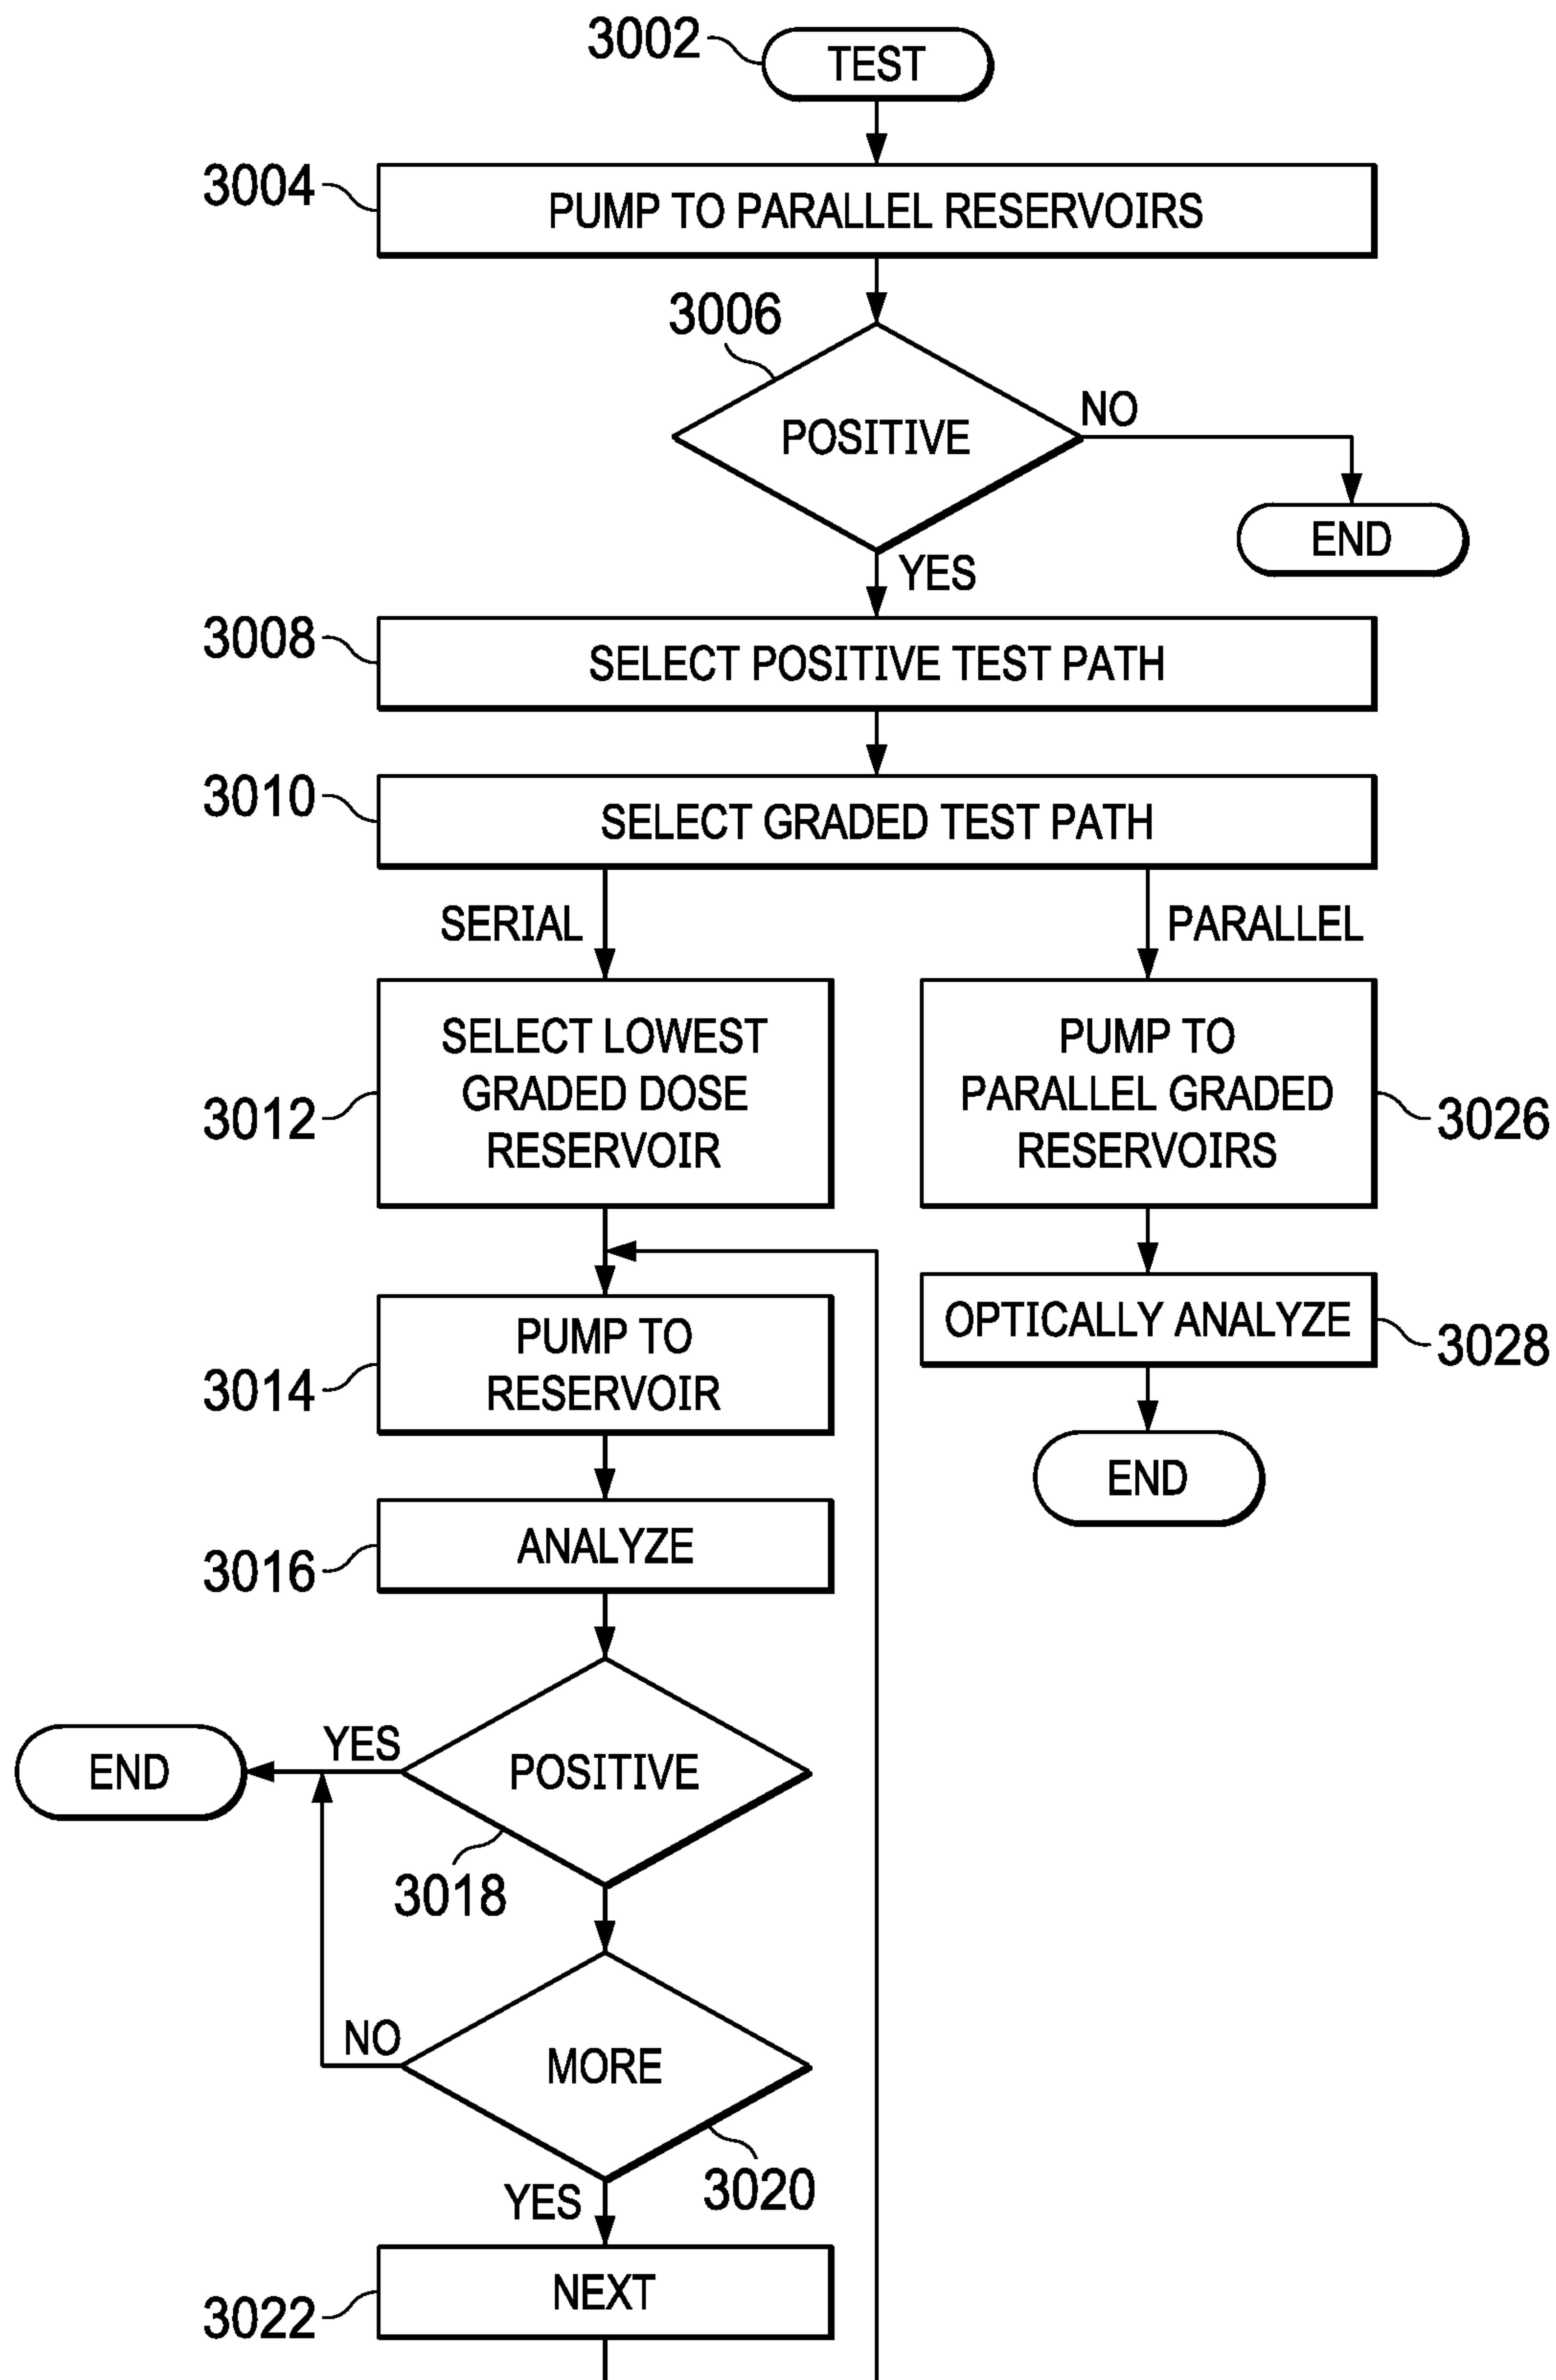 3002
TEST
3004
PUMP TO PARALLEL RESERVOIRS
3006
POSITIVE
NO
END
YES
3008
SELECT POSITIVE TEST PATH
3010
SELECT GRADED TEST PATH
SERIAL
PARALLEL
3012
SELECT LOWEST
GRADED DOSE
RESERVOIR
PUMP TO
PARALLEL GRADED
RESERVOIRS
3026
3014
PUMP TO
RESERVOIR
OPTICALLY ANALYZE
3028
END
3016
ANALYZE
END
YES
POSITIVE
3018
NO
MORE
3020
YES
3022
NEXT